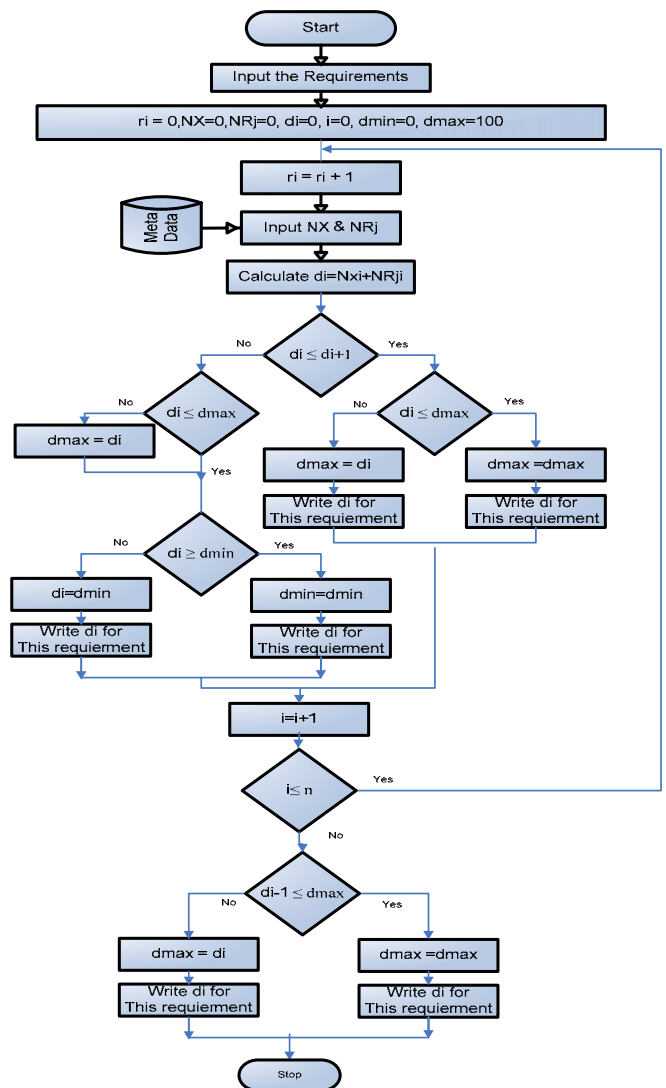 Start
Input the Requirements
ri = 0,NX=0,NRj=0, di=0, i=0, dmin=0, dmax=100
ri = ri + 1
Meta
Data
Input NX & NRj
Calculate di=Nxi+NRji
No
Yes
di ≤ di+1
No
di ≤ dmax
No
di ≤ dmax
Yes
dmax = di
Yes
dmax = di
dmax =dmax
Write di for
This requierment
Write di for
This requierment
No
di ≥ dmin
Yes
di=dmin
dmin=dmin
Write di for
This requierment
Write di for
This requierment
i=i+1
i≤ n
Yes
No
di-1 ≤ dmax
No
Yes
dmax = di
dmax =dmax
Write di for
This requierment
Write di for
This requierment
Stop